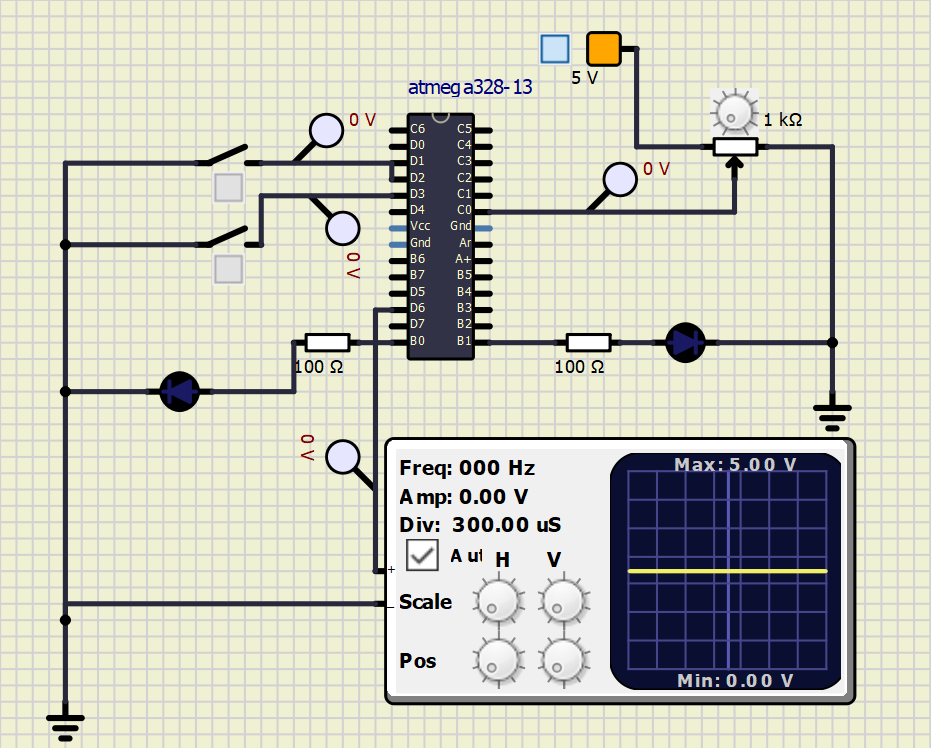 5 V
atmega328-13
1 kΩ
0 V
0 V
0 V
C6 C5
D0 C4
D1 C3
D2 C2
D3 C1
D4 C0
Vcc Gnd
Gnd Ar
B6 A+
B7 B5
D5 B4
D6 B3
D7 B2
B0 B1
100 Ω
100 Ω
0 V
Freq: 000 Hz
Amp: 0.00 V
Div: 300.00 uS
Aut H V
+
Scale
–
Pos
Max: 5.00 V
Min: 0.00 V